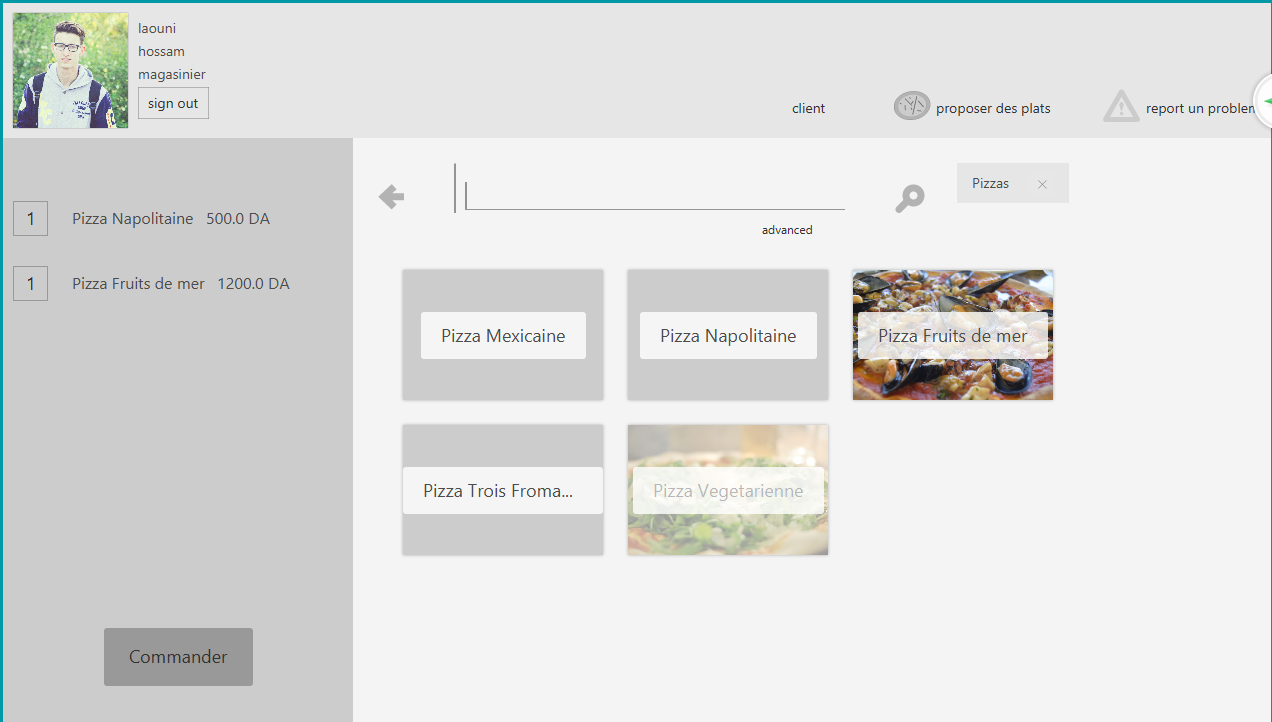 laouni
hossam
magasinier
sign out
client
proposer des plats
report un problem
1 Pizza Napolitaine 500.0 DA
1 Pizza Fruits de mer 1200.0 DA
Commander
Pizzas
advanced
Pizza Mexicaine
Pizza Napolitaine
Pizza Fruits de mer
Pizza Trois Froma...
Pizza Vegetarienne